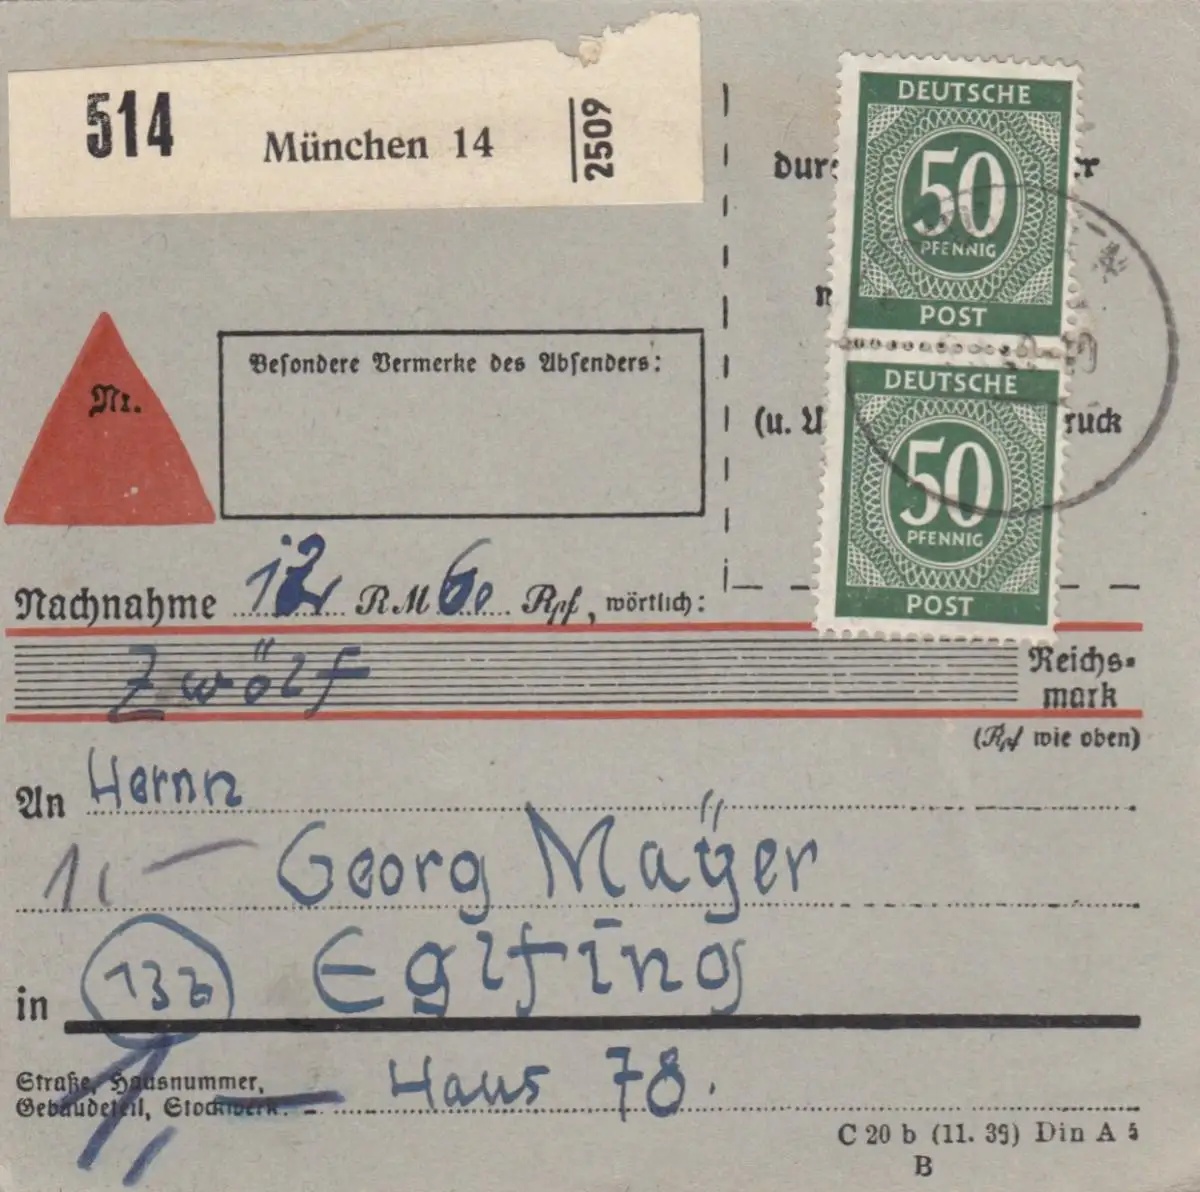 514 München 14 2509
DEUTSCHE
50
PFENNIG
POST
DEUTSCHE
50
PFENNIG
POST
(u.
Nr.
Besondere Vermerke des Absenders:
Nachnahme 12 RM 60 Rpf, wörtlich:
Zwölf
Reichs-
mark
(Rpf wie oben)
An Herrn
1,— Georg Mayer
in 13b Eglfing
Straße, Hausnummer,
Gebäudeteil, Stockwerk:
Haus 78.
1,—
C 20 b (11. 39) Din A 5
B